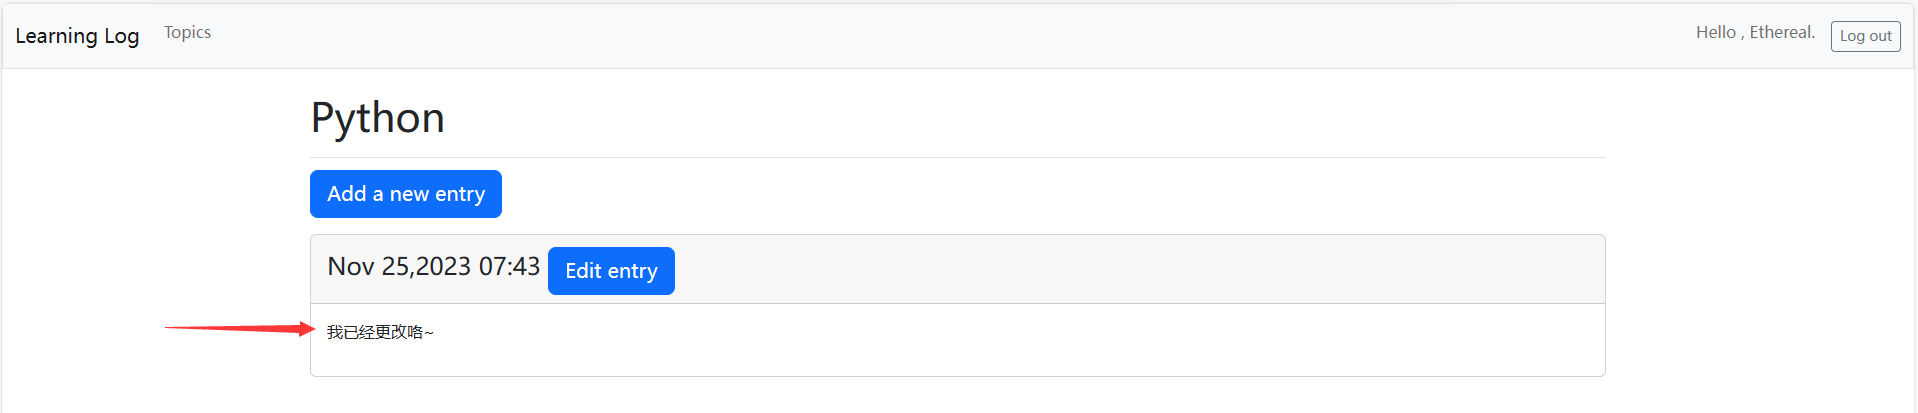 Learning Log Topics Hello , Ethereal. Log out
Python
Add a new entry
Nov 25,2023 07:43 Edit entry
我已经更改咯~